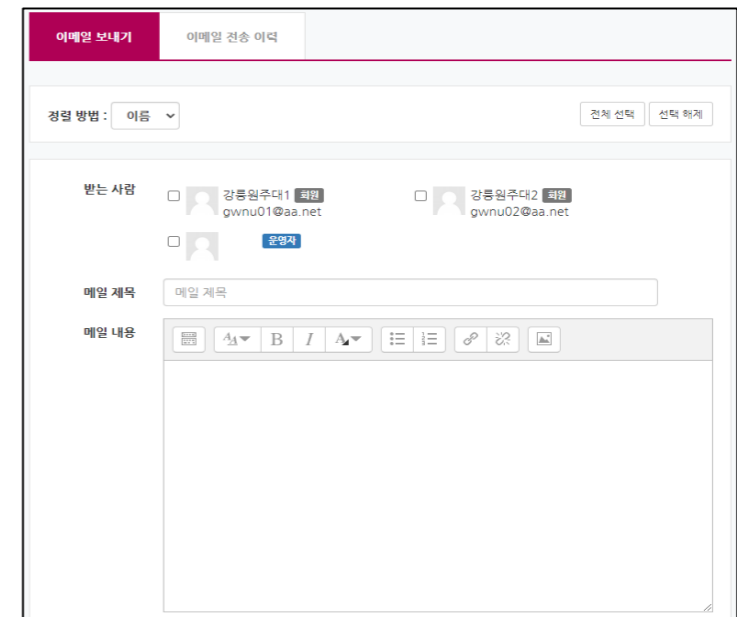 이메일 보내기 이메일 전송 이력
정렬 방법 : 이름 전체 선택 선택 해제
받는 사람 강릉원주대1 회원 강릉원주대2 회원
gwnu01@aa.net gwnu02@aa.net
운영자
메일 제목 메일 제목
메일 내용
B I A